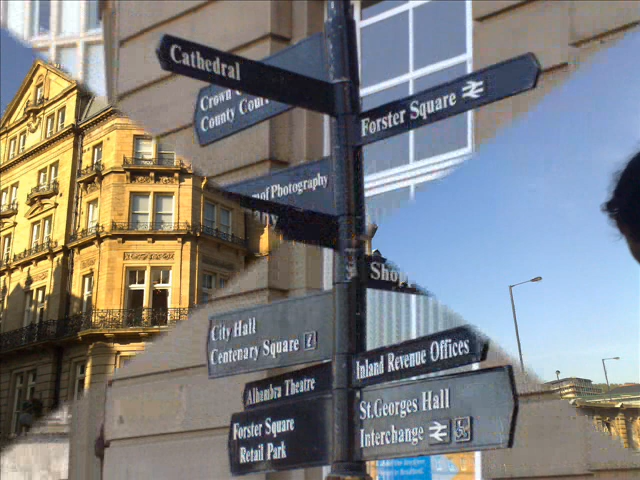 Cathedral
Crown
County Court
Forster Square
of Photography
Shopp
City Hall
Centenary Square i
Inland Revenue Offices
Alhambra Theatre
St.Georges Hall
Interchange
Forster Square
Retail Park